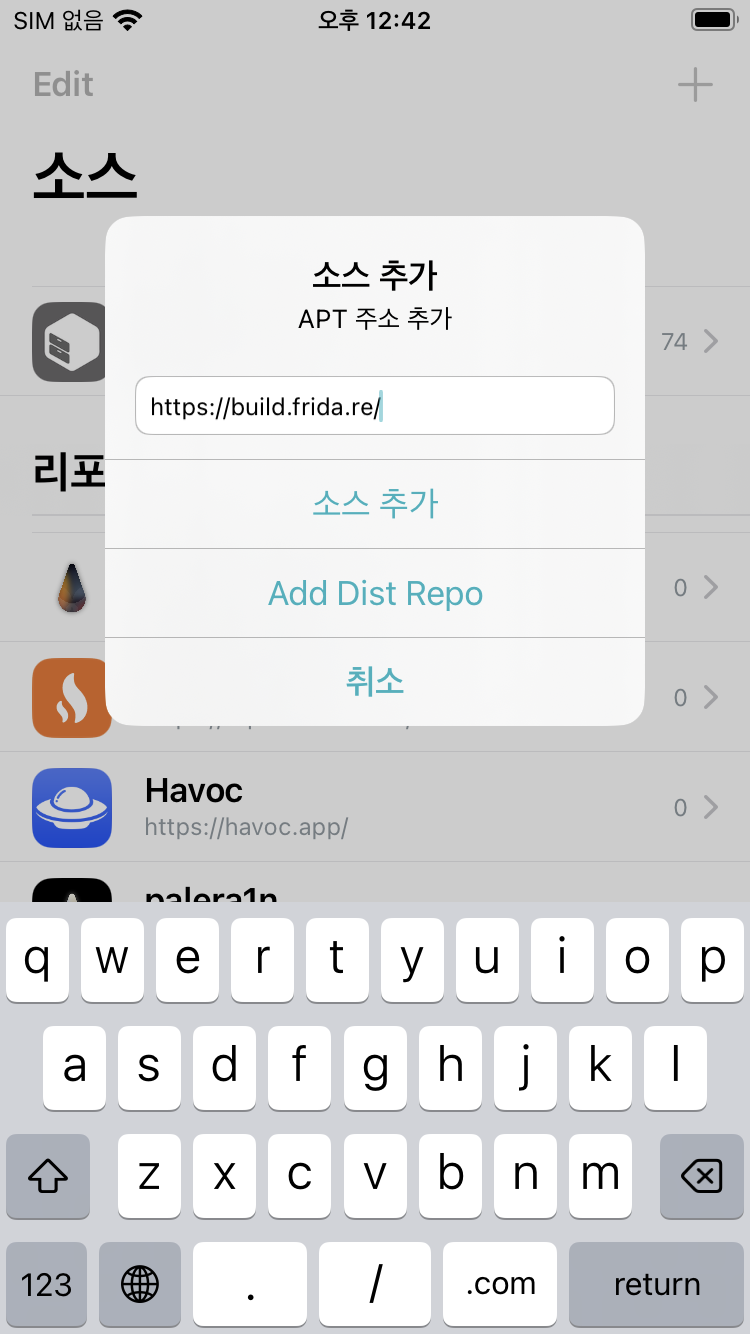 SIM 없음
오후 12:42
Edit
소스
소스 추가
APT 주소 추가
74
https://build.frida.re/
리포
소스 추가
Add Dist Repo
0
취소
0
Havoc
0
https://havoc.app/
palera1n
q w e r t y u i o p
a s d f g h j k l
z x c v b n m
123 . / .com return